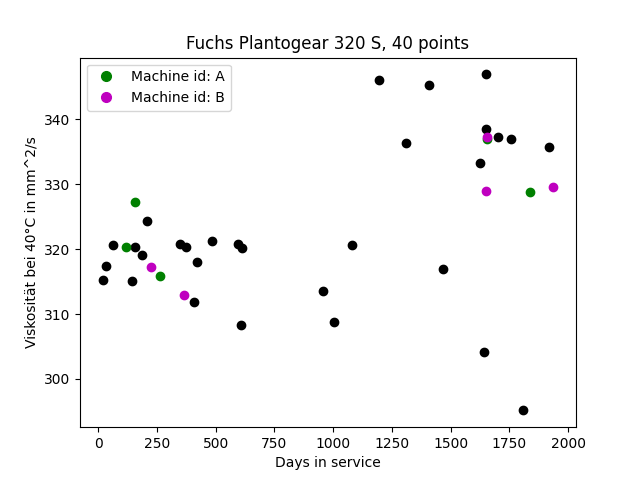 Fuchs Plantogear 320 S, 40 points
Machine id: A
Machine id: B
Viskosität bei 40°C in mm^2/s
340
330
320
310
300
0 250 500 750 1000 1250 1500 1750 2000
Days in service